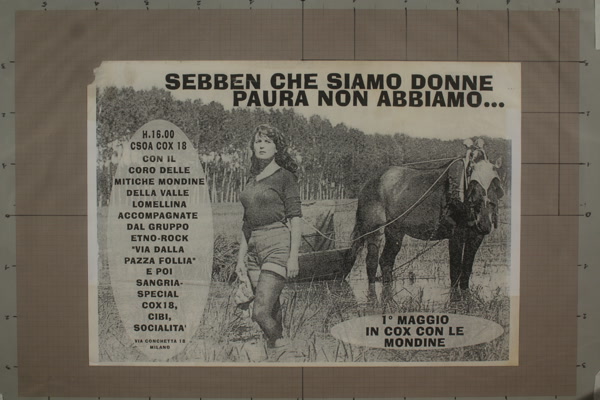 SEBBEN CHE SIAMO DONNE
PAURA NON ABBIAMO...
H.16.00
CSOA COX 18
CON IL
CORO DELLE
MITICHE MONDINE
DELLA VALLE
LOMELLINA
ACCOMPAGNATE
DAL GRUPPO
ETNO-ROCK
"VIA DALLA
PAZZA FOLLIA"
E POI
SANGRIA-
SPECIAL
COX18,
CIBI,
SOCIALITA'
VIA CONCHETTA 18
MILANO
1° MAGGIO
IN COX CON LE
MONDINE